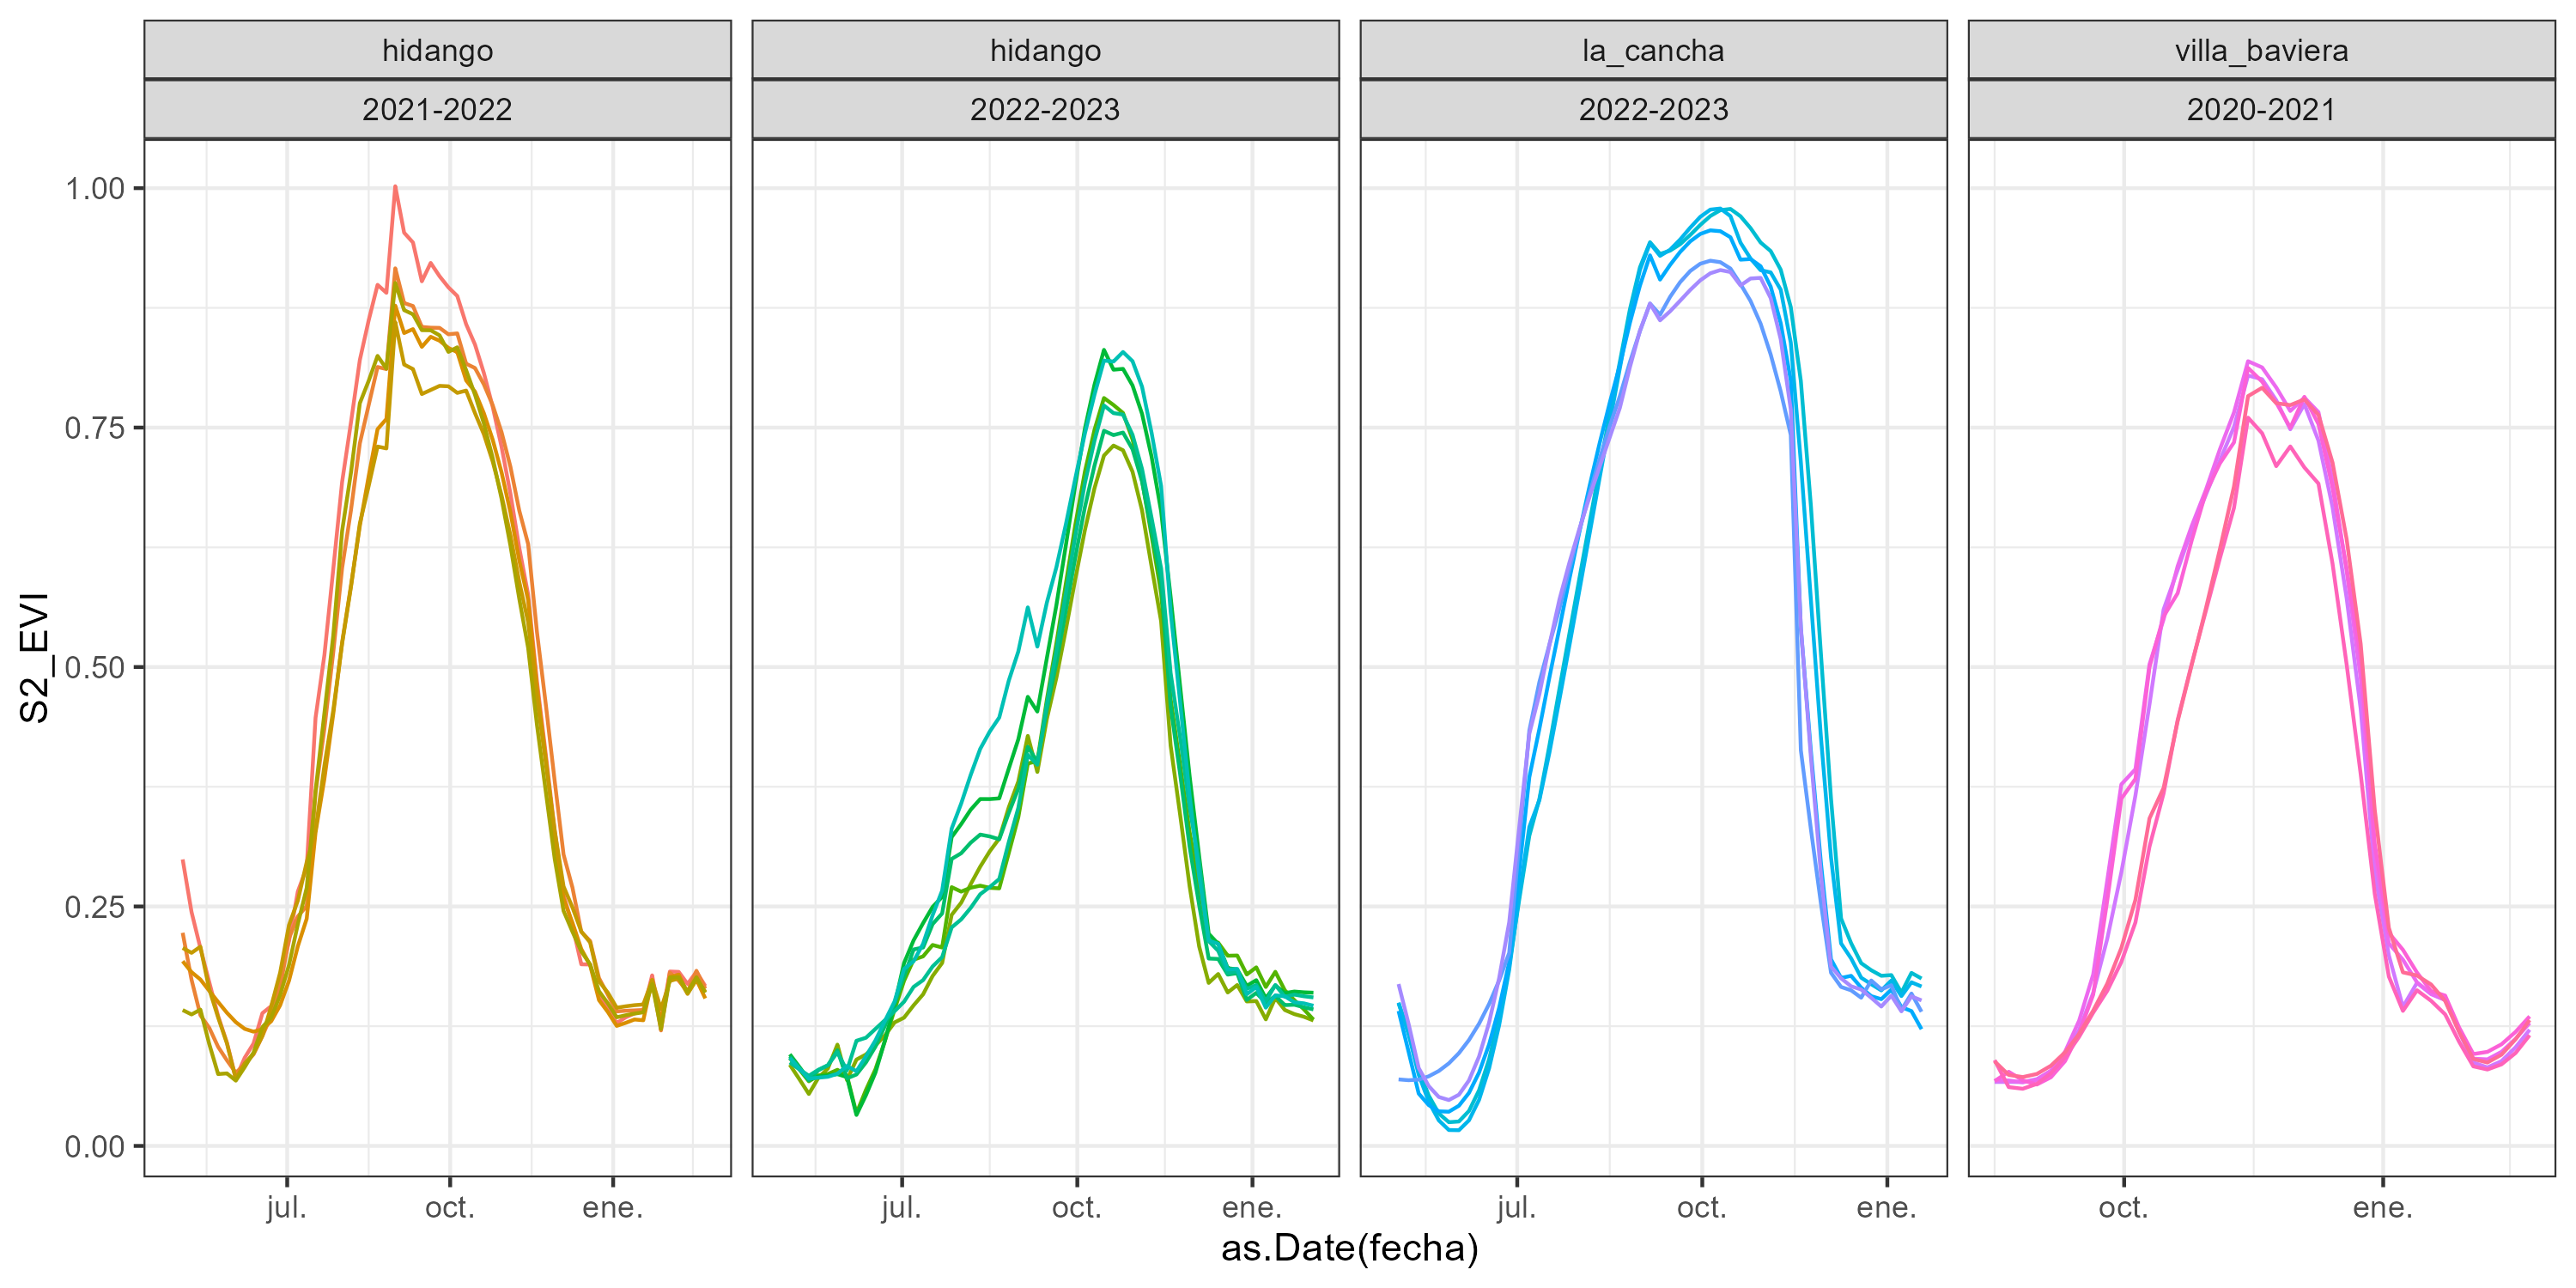 hidango hidango la_cancha villa_baviera
2021-2022 2022-2023 2022-2023 2020-2021
1.00
0.75
0.50
0.25
0.00
S2_EVI
jul. oct. ene. jul. oct. ene. jul. oct. ene. oct. ene.
as.Date(fecha)